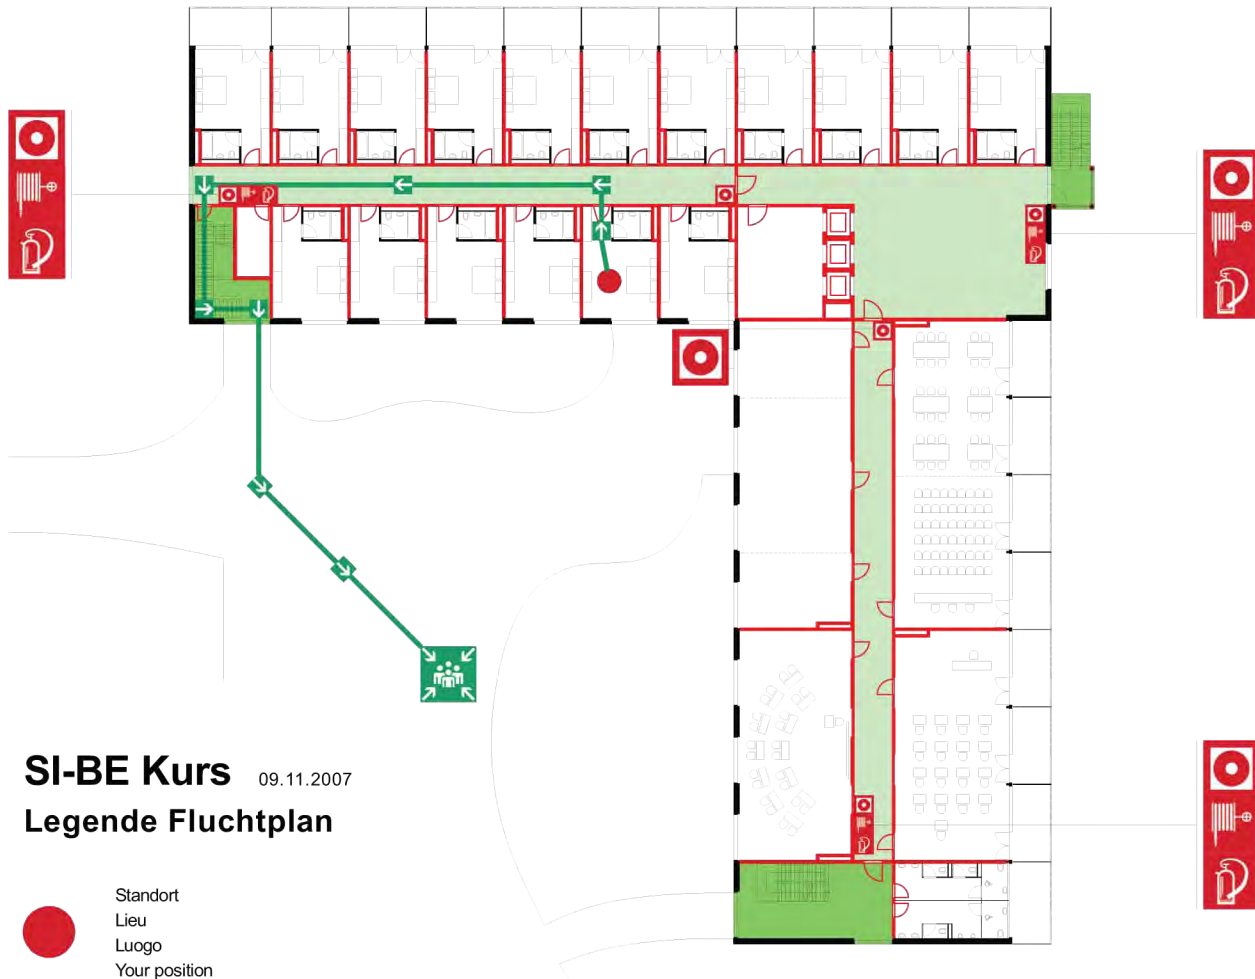 SI-BE Kurs 09.11.2007
Legende Fluchtplan
Standort
Lieu
Luogo
Your position